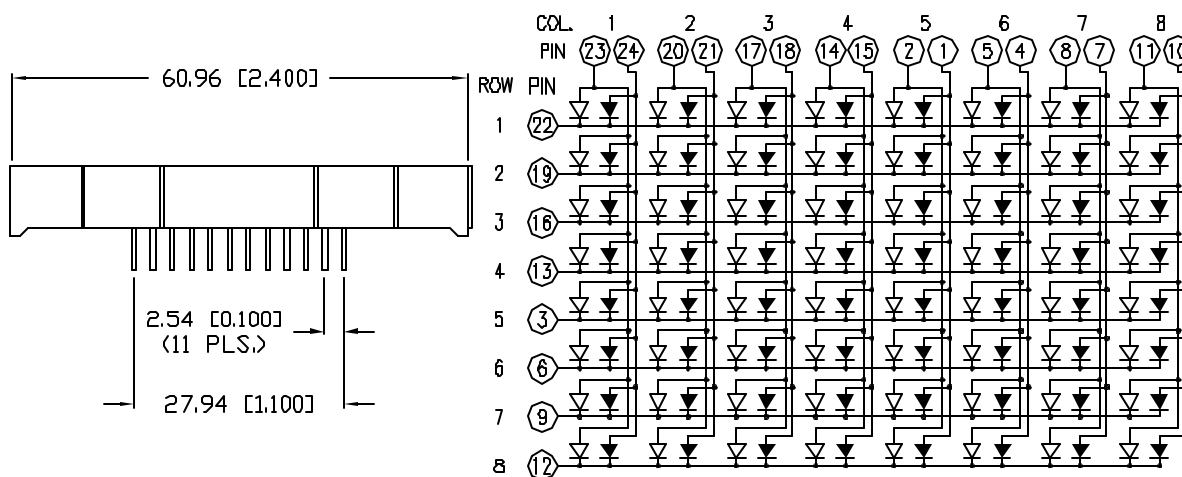 COL. 1 2 3 4 5 6 7 8
PIN 23 24 20 21 17 18 14 15 2 1 5 4 8 7 11 10
60.96 [2.400]
ROW PIN
1 22
2 19
3 16
4 13
5 3
6 6
7 9
8 12
2.54 [0.100]
(11 PLS.)
27.94 [1.100]